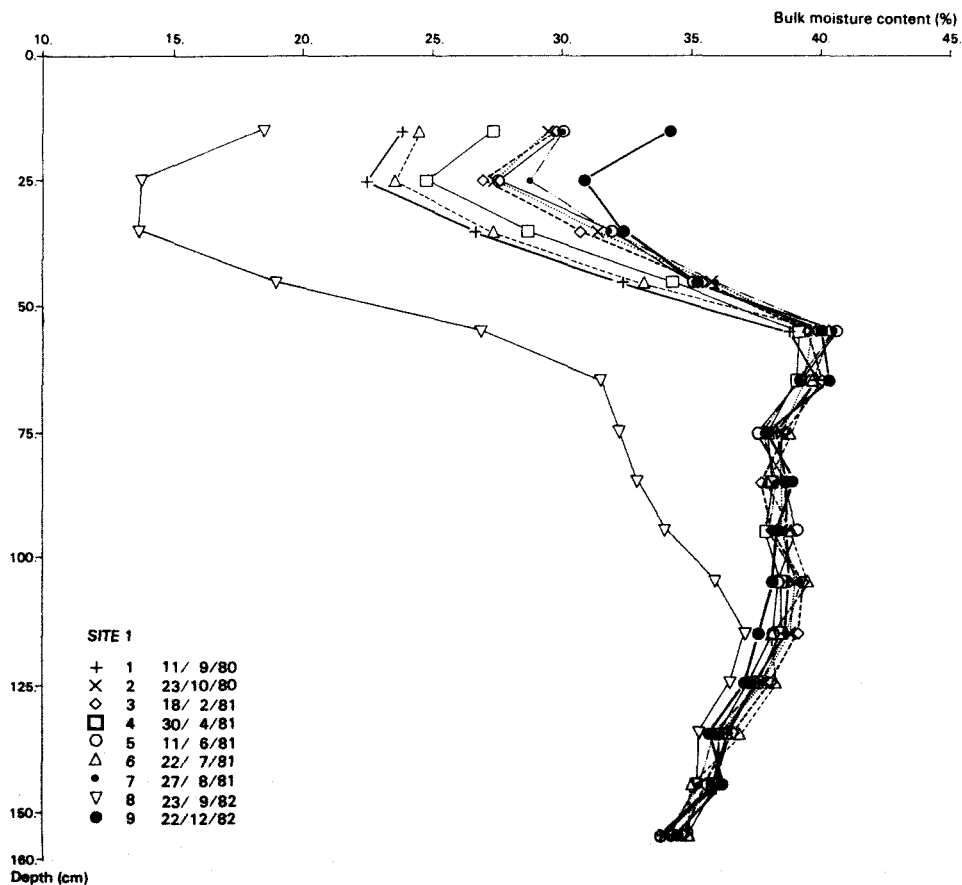 Bulk moisture content (%)
10. 15. 20. 25. 30. 35. 40. 45.
0.
25.
50.
75.
100.
125.
150.
160.
Depth (cm)
SITE 1
+ 1 11/ 9/80
× 2 23/10/80
◇ 3 18/ 2/81
□ 4 30/ 4/81
○ 5 11/ 6/81
△ 6 22/ 7/81
• 7 27/ 8/81
▽ 8 23/ 9/82
● 9 22/12/82